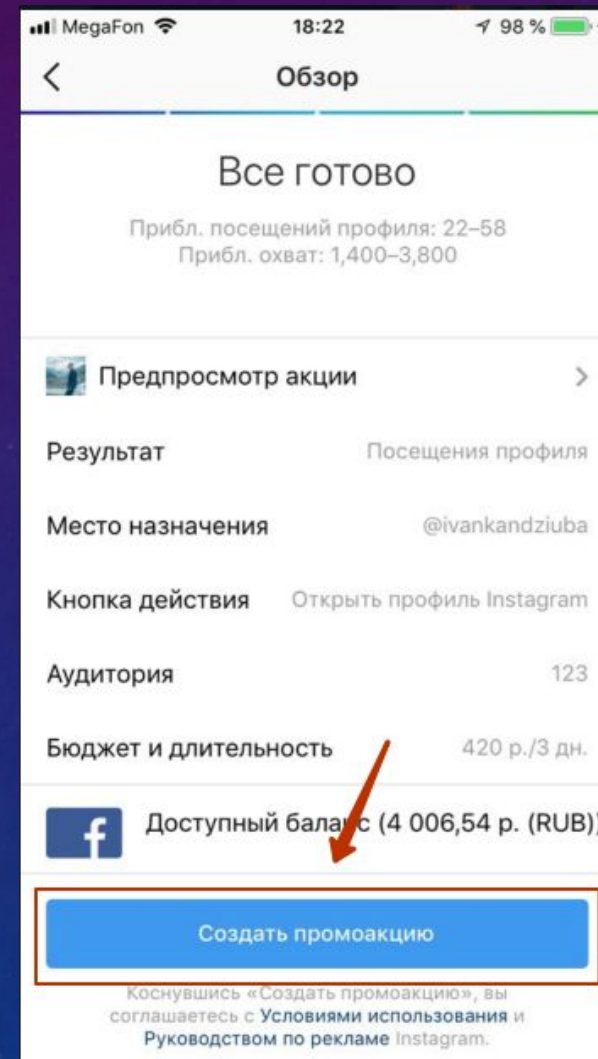 MegaFon 18:22 98 %
Обзор
Все готово
Прибл. посещений профиля: 22–58
Прибл. охват: 1,400–3,800
Предпросмотр акции
Результат Посещения профиля
Место назначения @ivankandziuba
Кнопка действия Открыть профиль Instagram
Аудитория 123
Бюджет и длительность 420 р./3 дн.
f Доступный баланс (4 006,54 р. (RUB))
Создать промоакцию
Коснувшись «Создать промоакцию», вы
соглашаетесь с Условиями использования и
Руководством по рекламе Instagram.